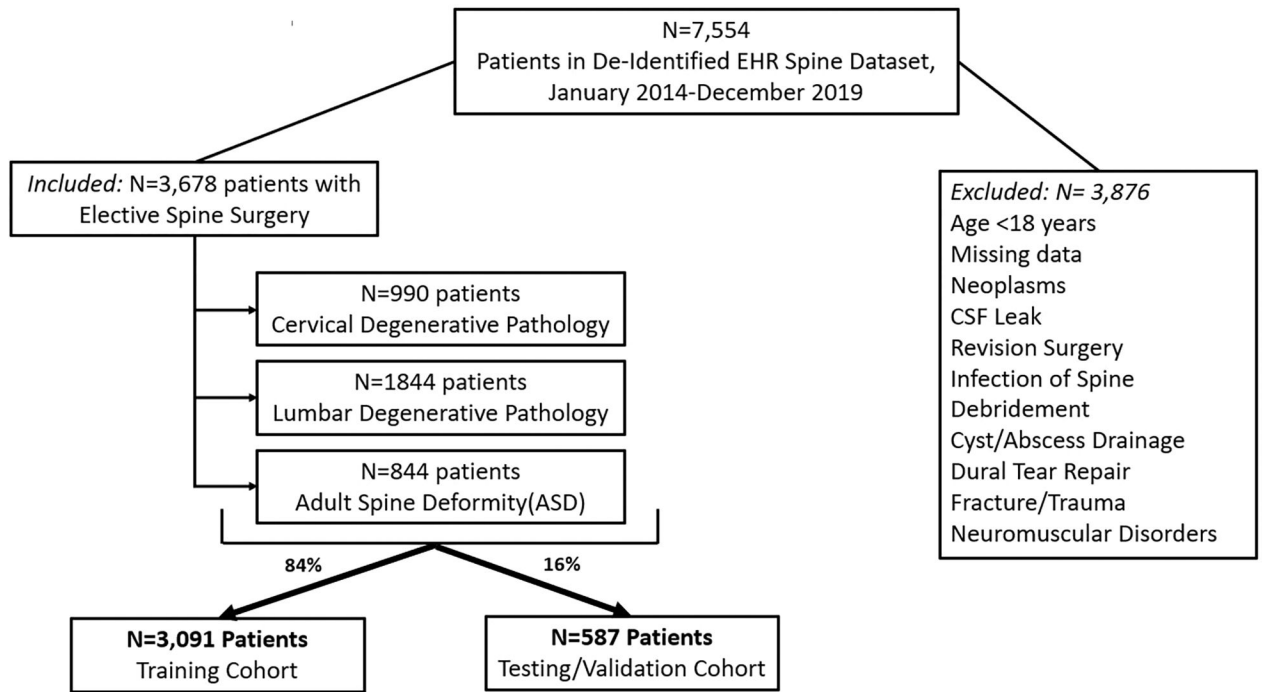 N=7,554
Patients in De-Identified EHR Spine Dataset,
January 2014-December 2019
Included: N=3,678 patients with
Elective Spine Surgery
Excluded: N= 3,876
Age <18 years
Missing data
Neoplasms
CSF Leak
Revision Surgery
Infection of Spine
Debridement
Cyst/Abscess Drainage
Dural Tear Repair
Fracture/Trauma
Neuromuscular Disorders
N=990 patients
Cervical Degenerative Pathology
N=1844 patients
Lumbar Degenerative Pathology
N=844 patients
Adult Spine Deformity(ASD)
84%
16%
N=3,091 Patients
Training Cohort
N=587 Patients
Testing/Validation Cohort